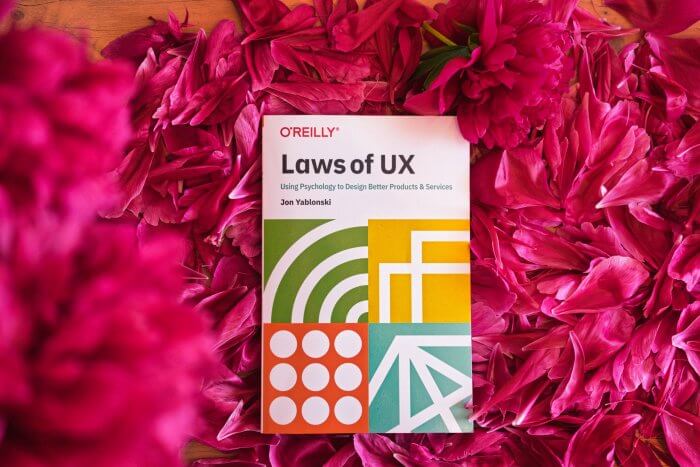 O'REILLY®
Laws of UX
Using Psychology to Design Better Products & Services
Jon Yablonski